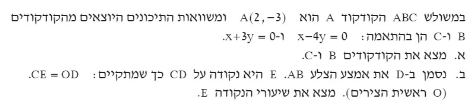 במשולש ABC הקודקוד A הוא A(2,−3) ומשוואות התיכונים היוצאים מהקודקודים
B ו-C הן בהתאמה: x−4y = 0 ו-x+3y = 0.
א. מצא את הקודקודים B ו-C.
ב. נסמן ב-D את אמצע הצלע AB. E היא נקודה על CD כך שמתקיים: CE = OD.
(O ראשית הצירים). מצא את שיעורי הנקודה E.